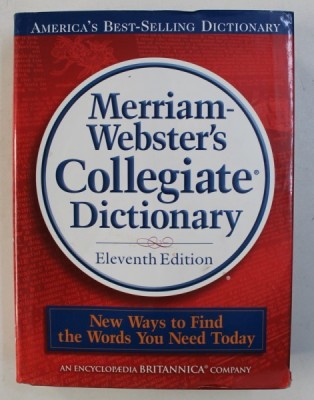 AMERICA'S BEST-SELLING DICTIONARY
Merriam-
Webster's
Collegiate®
Dictionary
Eleventh Edition
®
New Ways to Find
the Words You Need Today
AN ENCYCLOPÆDIA BRITANNICA® COMPANY